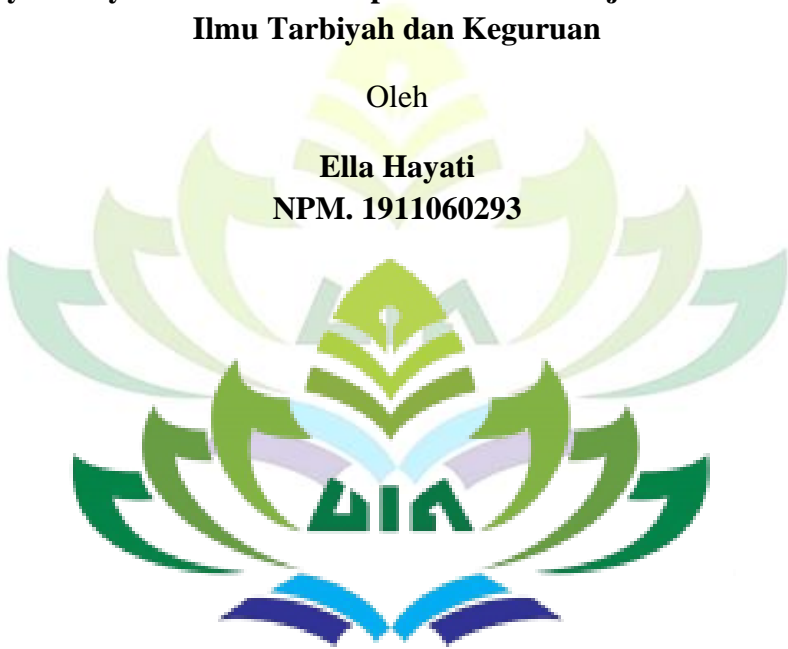 Ilmu Tarbiyah dan Keguruan
Oleh
Ella Hayati
NPM. 1911060293
UIN